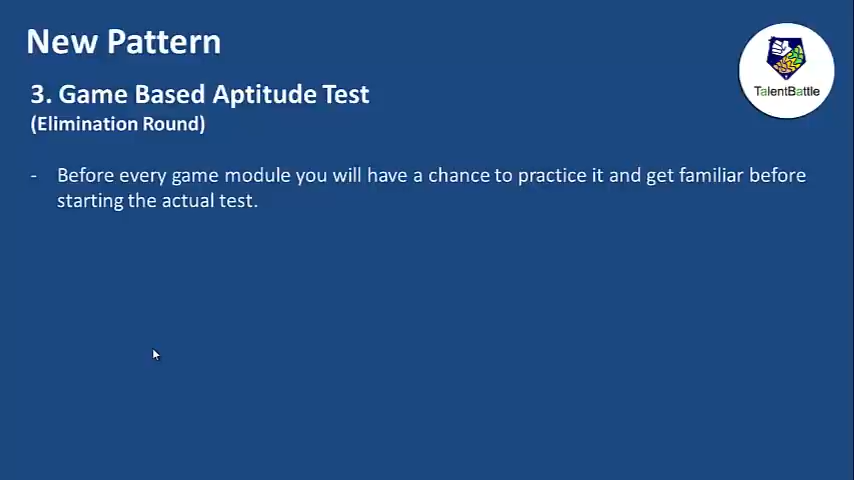 New Pattern
3. Game Based Aptitude Test
(Elimination Round)
- Before every game module you will have a chance to practice it and get familiar before
starting the actual test.
TalentBattle